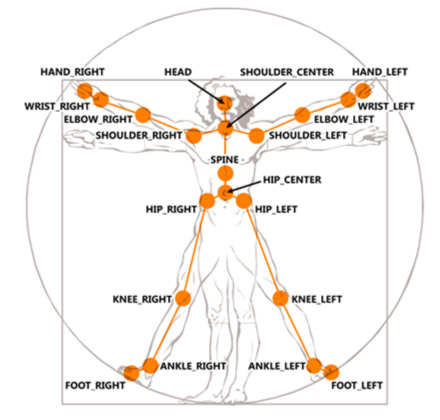 HAND_RIGHT
HEAD
SHOULDER_CENTER
HAND_LEFT
WRIST_RIGHT
WRIST_LEFT
ELBOW_RIGHT
ELBOW_LEFT
SHOULDER_RIGHT
SHOULDER_LEFT
SPINE
HIP_CENTER
HIP_RIGHT
HIP_LEFT
KNEE_RIGHT
KNEE_LEFT
ANKLE_RIGHT
ANKLE_LEFT
FOOT_RIGHT
FOOT_LEFT